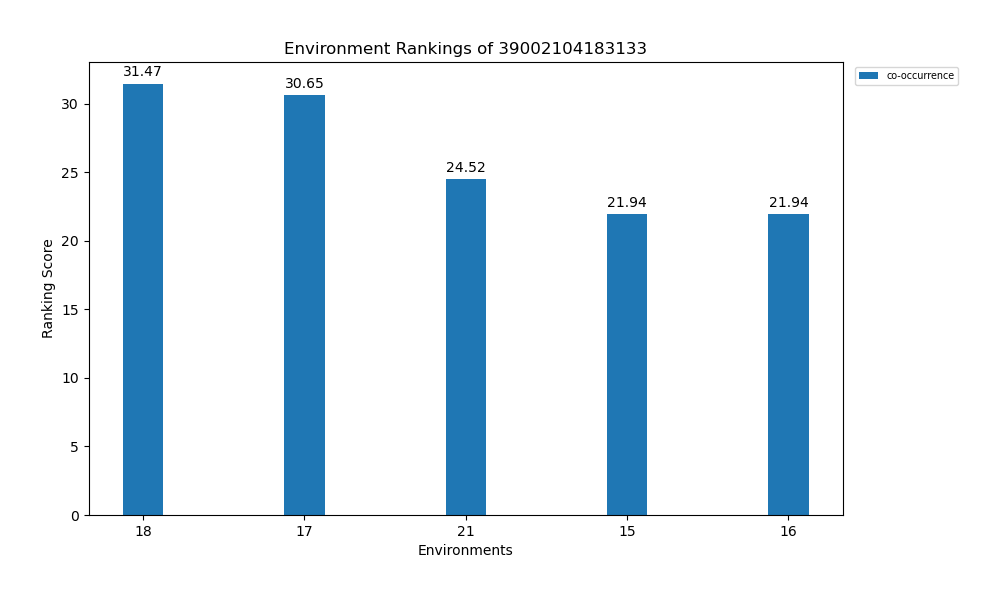 Environment Rankings of 39002104183133
co-occurrence
31.47
30.65
24.52
21.94
21.94
Ranking Score
30
25
20
15
10
5
0
18 17 21 15 16
Environments